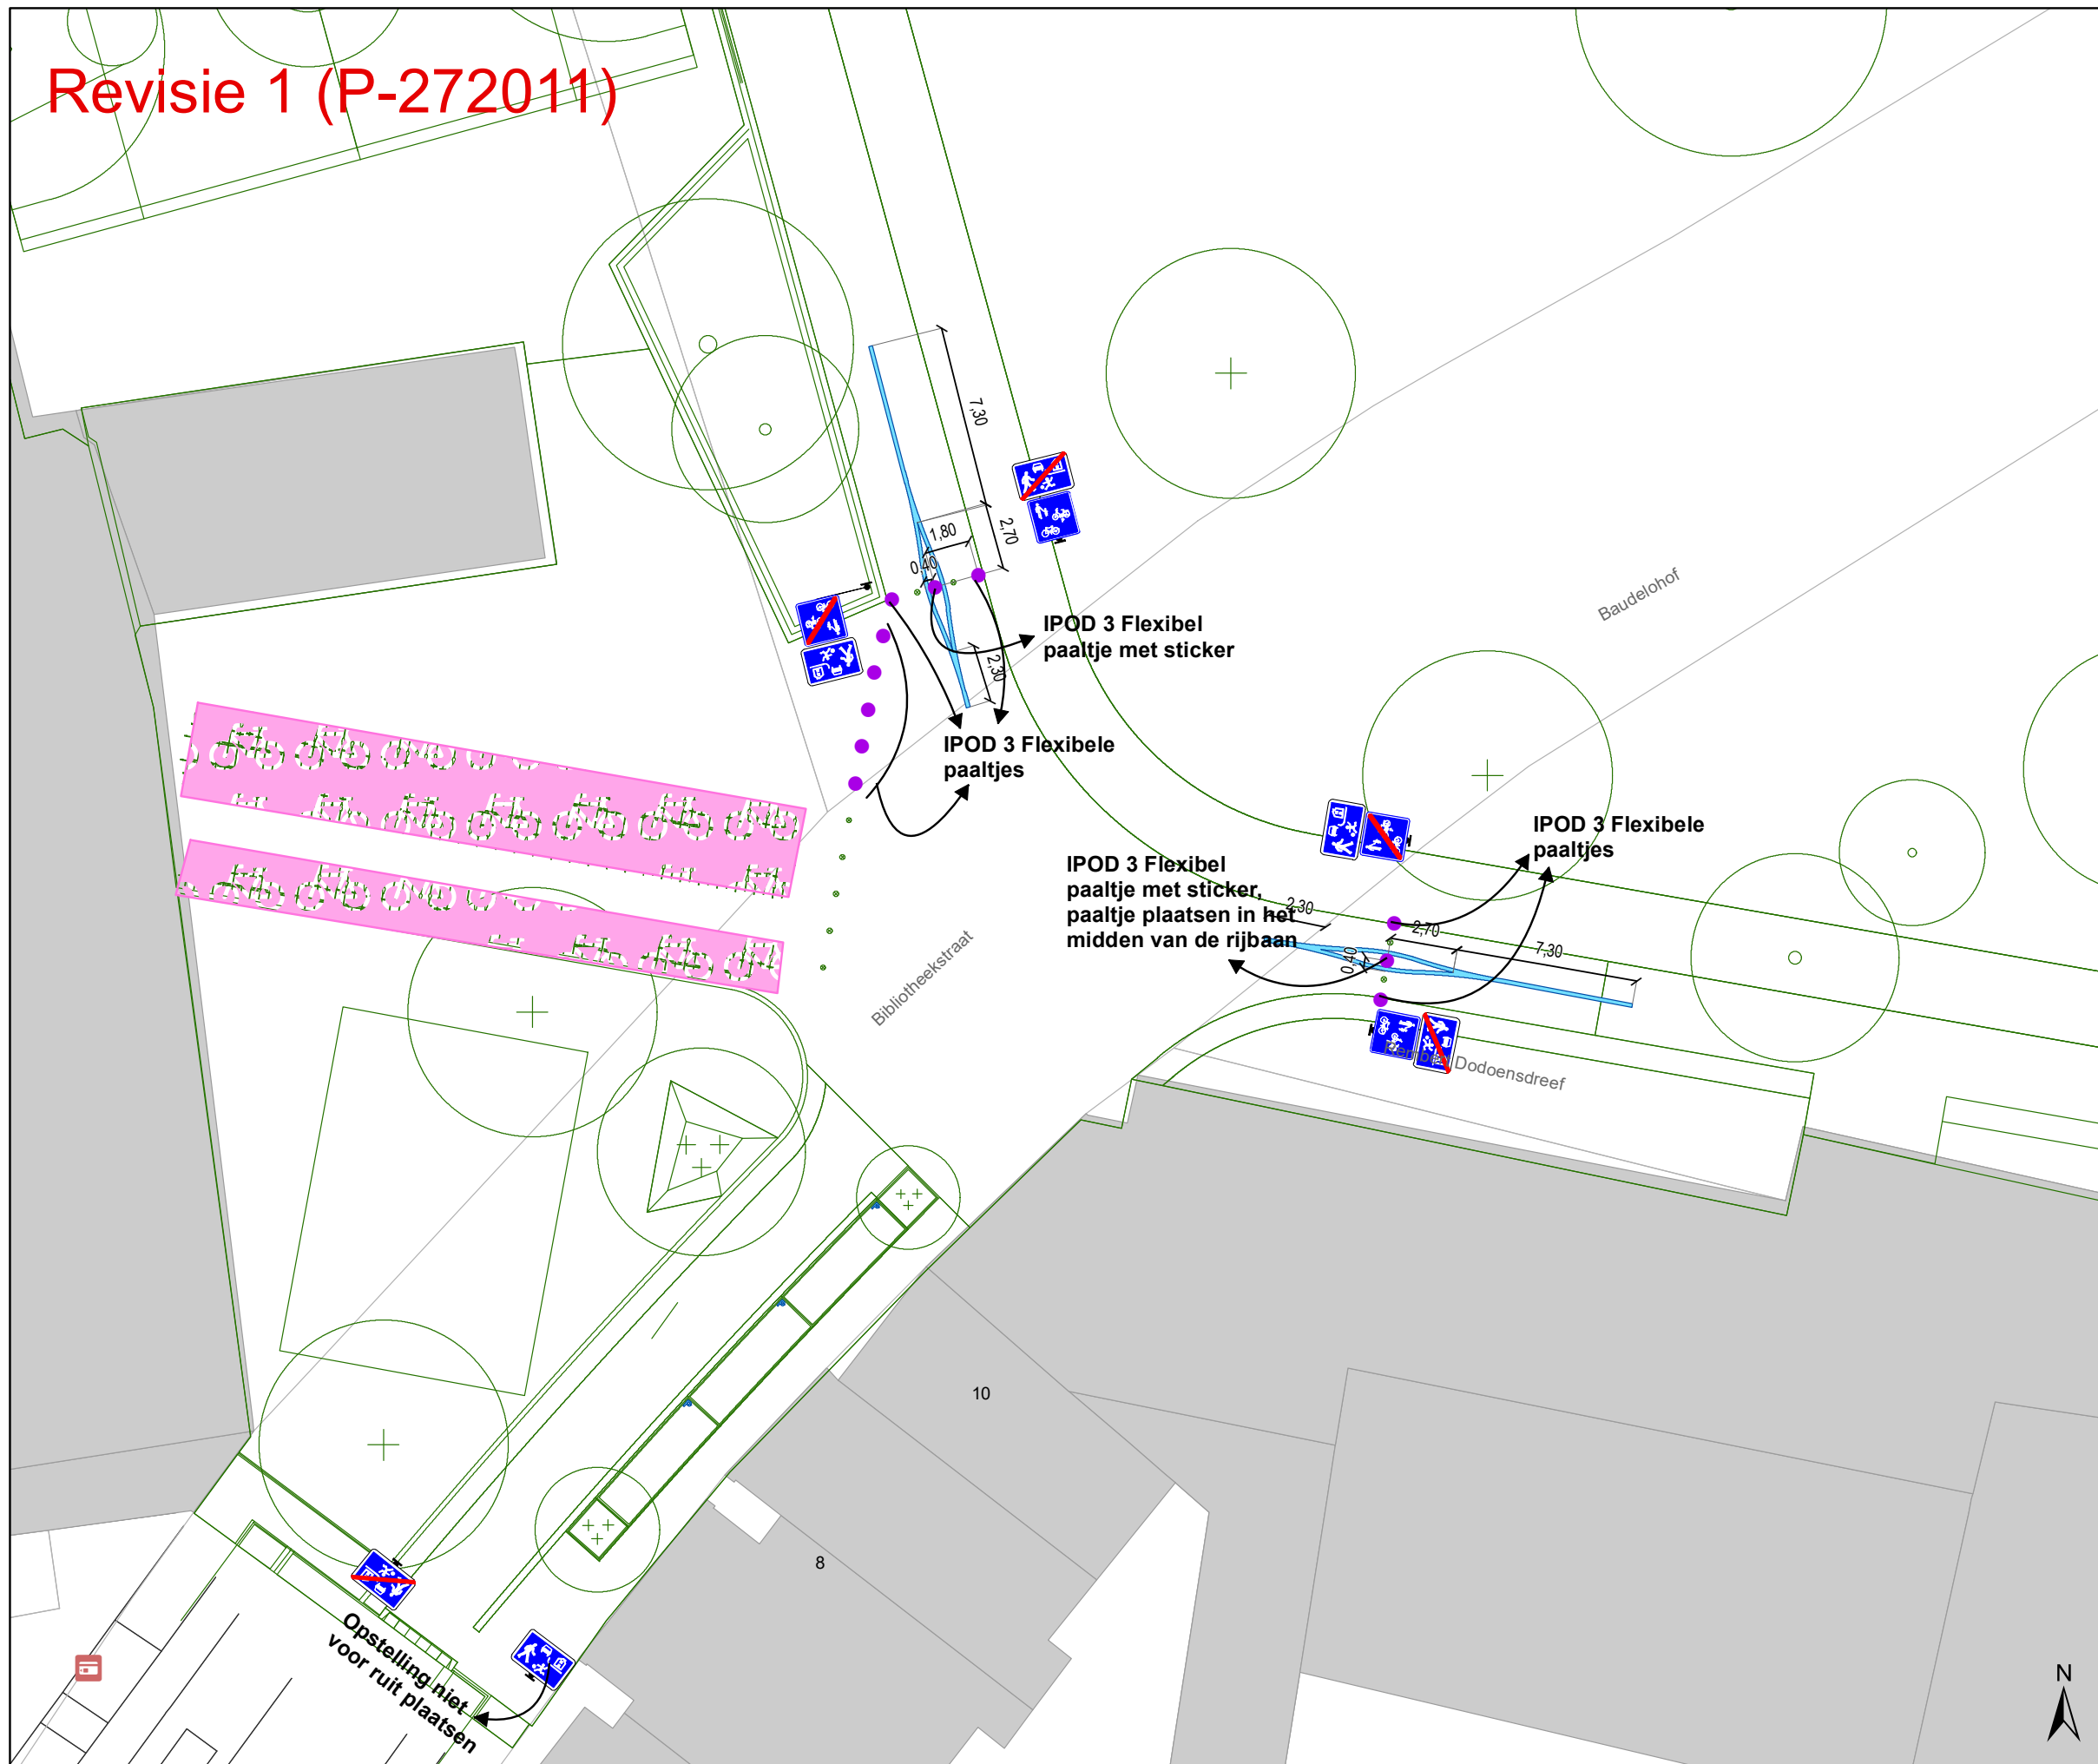 Revisie 1 (P-272011)
7,30
2,70
1,80
0,40
2,30
IPOD 3 Flexibel
paaltje met sticker
IPOD 3 Flexibele
paaltjes
Baudelohof
IPOD 3 Flexibele
paaltjes
IPOD 3 Flexibel
paaltje met sticker,
paaltje plaatsen in het
midden van de rijbaan
2,30
2,70
7,30
0,40
Bibliotheekstraat
Dodoensdreef
10
8
Opstelling niet
voor ruit plaatsen
N